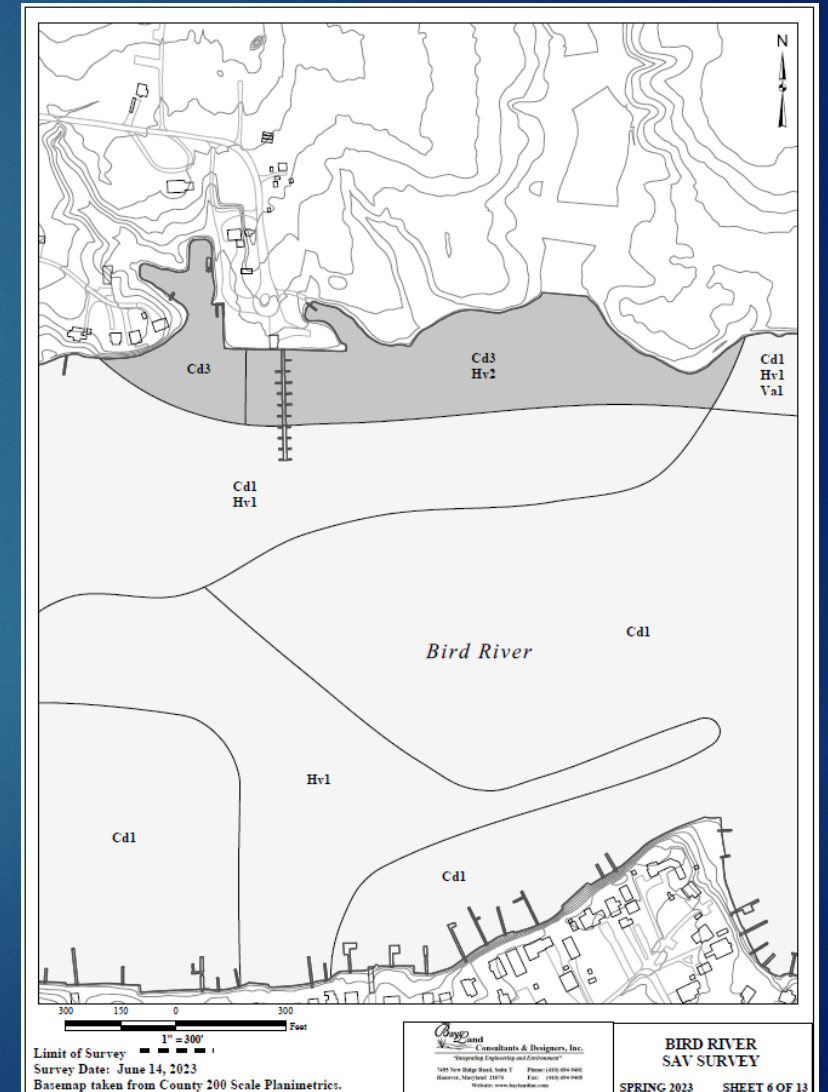 N
Cd3
Cd3
Hv2
Cd1
Hv1
Va1
Cd1
Hv1
Cd1
Bird River
Hv1
Cd1
Cd1
300 150 0 300
Feet
1" = 300'
Limit of Survey
Survey Date: June 14, 2023
Basemap taken from County 200 Scale Planimetrics.
BayLand
Consultants & Designers, Inc.
"Integrating Engineering and Environment"
7455 New Ridge Road, Suite T Phone: (410) 694-9401
Hanover, Maryland 21076 Fax: (410) 694-9405
Website: www.baylandinc.com
BIRD RIVER
SAV SURVEY
SPRING 2023 SHEET 6 OF 13